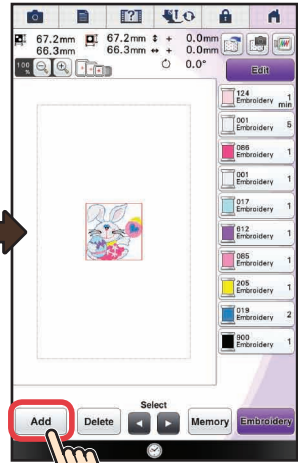 67.2mm 67.2mm + 0.0mm
66.3mm 66.3mm + 0.0mm
100 % 0.0°
Edit
124 Embroidery 1 min
001 Embroidery 5
086 Embroidery 1
001 Embroidery 1
017 Embroidery 1
612 Embroidery 1
085 Embroidery 1
205 Embroidery 1
019 Embroidery 2
900 Embroidery 1
Select
Add Delete Memory Embroidery